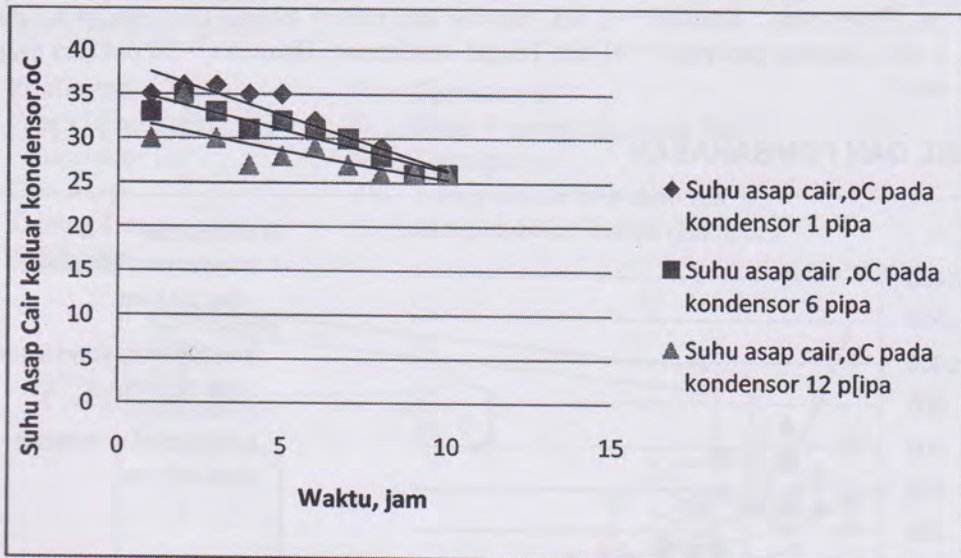 Suhu Asap Cair keluar kondensor,oC
40
35
30
25
20
15
10
5
0
0 5 10 15
Waktu, jam
Suhu asap cair,oC pada
kondensor 1 pipa
Suhu asap cair ,oC pada
kondensor 6 pipa
Suhu asap cair,oC pada
kondensor 12 p[ipa